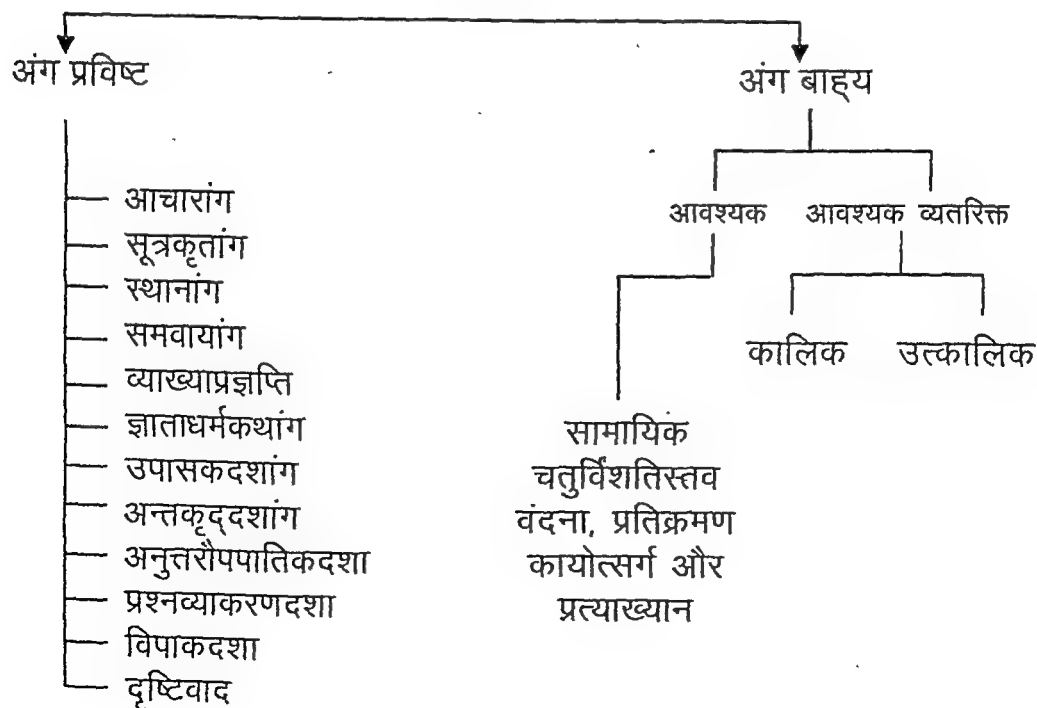 अंग प्रविष्ट
आचारांग
सूत्रकृतांग
स्थानांग
समवायांग
व्याख्याप्रज्ञप्ति
ज्ञाताधर्मकथांग
उपासकदशांग
अन्तकृद्दशांग
अनुत्तरौपपातिकदशा
प्रश्नव्याकरणदशा
विपाकदशा
दृष्टिवाद
अंग बाह्य
आवश्यक
सामायिक
चतुर्विंशतिस्तव
वंदना, प्रतिक्रमण
कायोत्सर्ग और
प्रत्याख्यान
आवश्यक व्यतरिक्त
कालिक
उत्कालिक